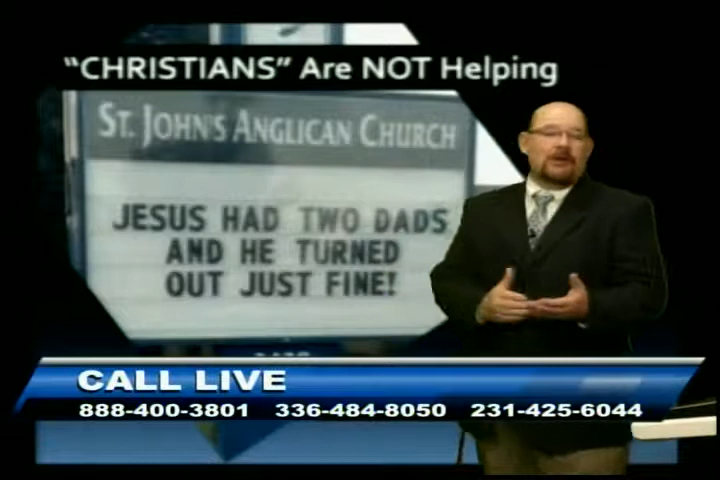 “CHRISTIANS” Are NOT Helping
ST. JOHN'S ANGLICAN CHURCH
JESUS HAD TWO DADS
AND HE TURNED
OUT JUST FINE!
CALL LIVE
888-400-3801 336-484-8050 231-425-6044